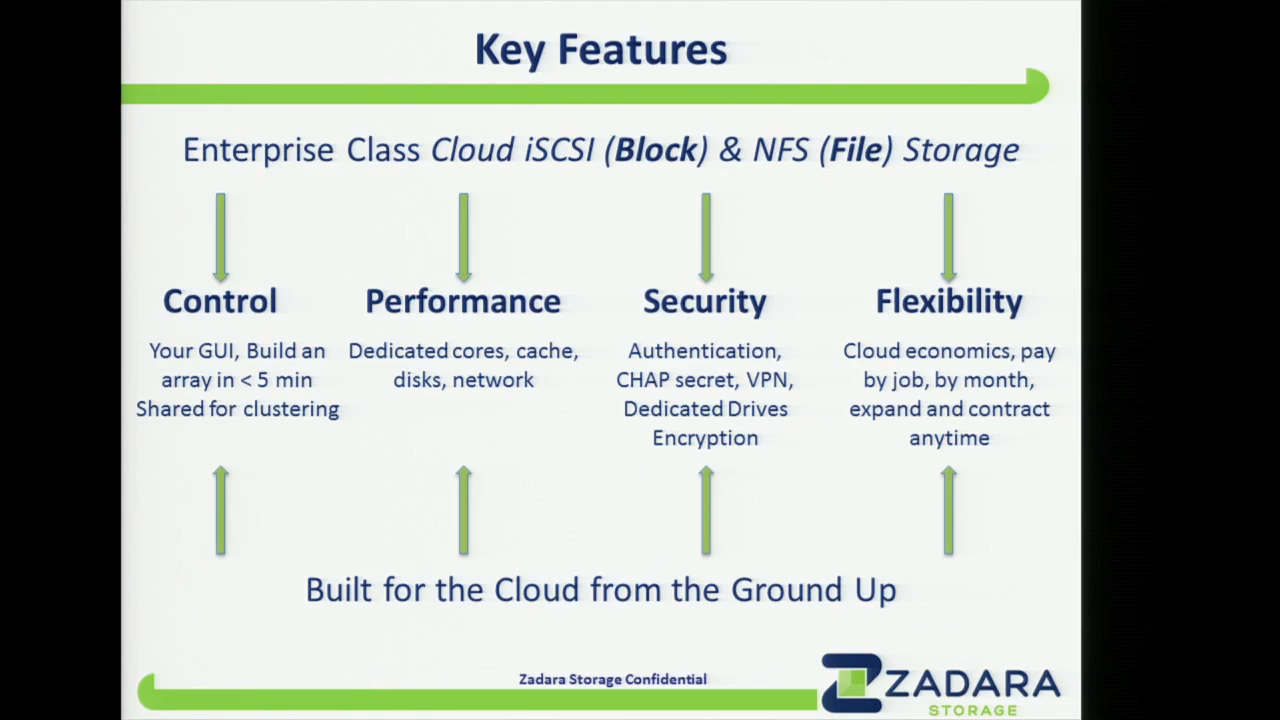 Key Features
Enterprise Class Cloud iSCSI (Block) & NFS (File) Storage
Control
Your GUI, Build an
array in < 5 min
Shared for clustering
Performance
Dedicated cores, cache,
disks, network
Security
Authentication,
CHAP secret, VPN,
Dedicated Drives
Encryption
Flexibility
Cloud economics, pay
by job, by month,
expand and contract
anytime
Built for the Cloud from the Ground Up
Zadara Storage Confidential
ZADARA
STORAGE